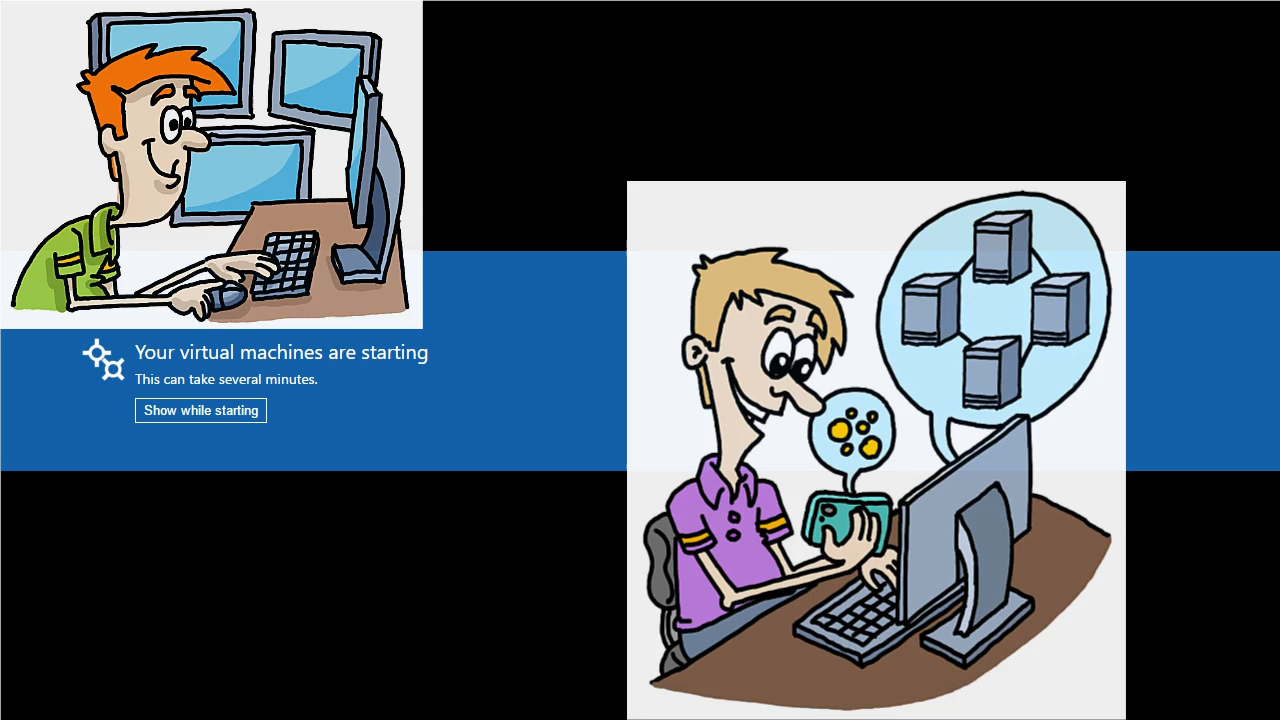 Your virtual machines are starting
This can take several minutes.
Show while starting